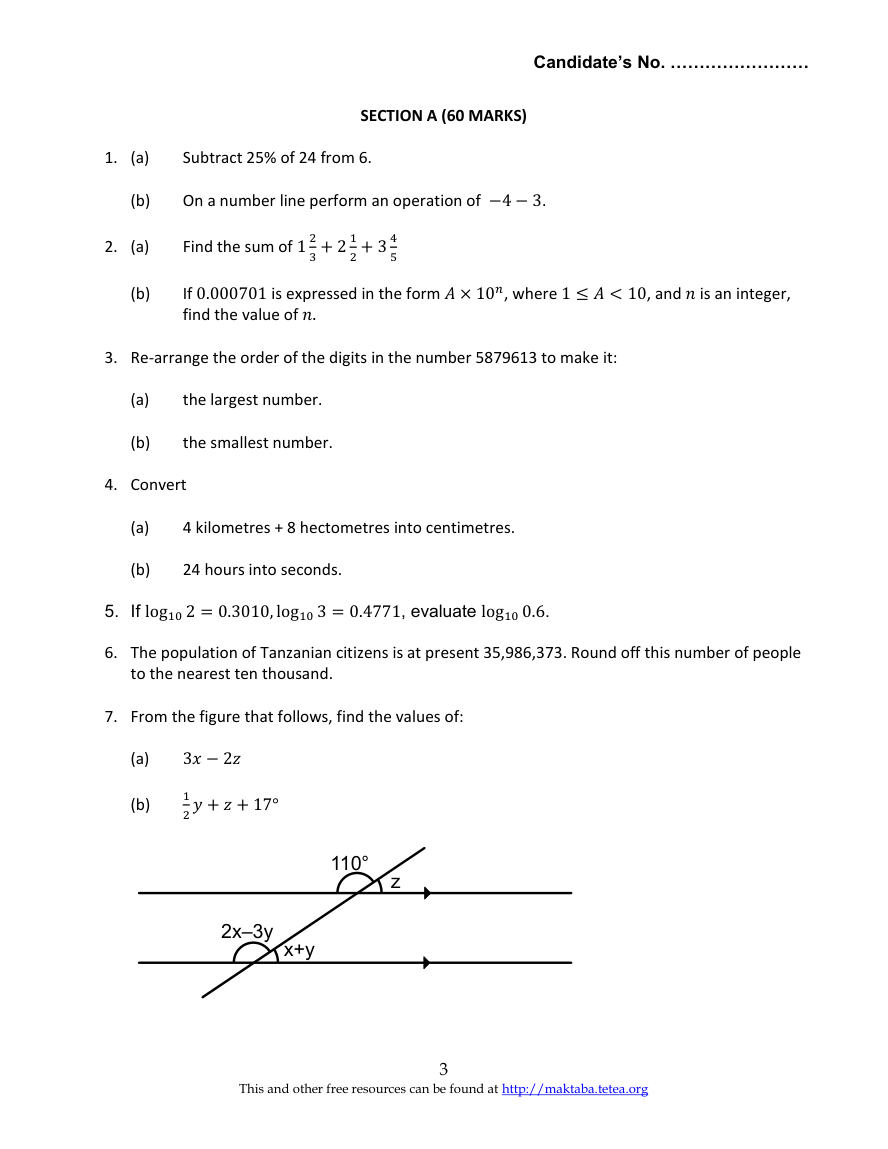 Candidate's No. ……………………
SECTION A (60 MARKS)
1. (a) Subtract 25% of 24 from 6.
(b) On a number line perform an operation of −4 − 3.
2. (a) Find the sum of 1 2/3 + 2 1/2 + 3 4/5
(b) If 0.000701 is expressed in the form A × 10ⁿ, where 1 ≤ A < 10, and n is an integer,
find the value of n.
3. Re-arrange the order of the digits in the number 5879613 to make it:
(a) the largest number.
(b) the smallest number.
4. Convert
(a) 4 kilometres + 8 hectometres into centimetres.
(b) 24 hours into seconds.
5. If log₁₀ 2 = 0.3010, log₁₀ 3 = 0.4771, evaluate log₁₀ 0.6.
6. The population of Tanzanian citizens is at present 35,986,373. Round off this number of people
to the nearest ten thousand.
7. From the figure that follows, find the values of:
(a) 3x − 2z
(b) 1/2 y + z + 17°
110°
z
2x–3y
x+y
3
This and other free resources can be found at http://maktaba.tetea.org